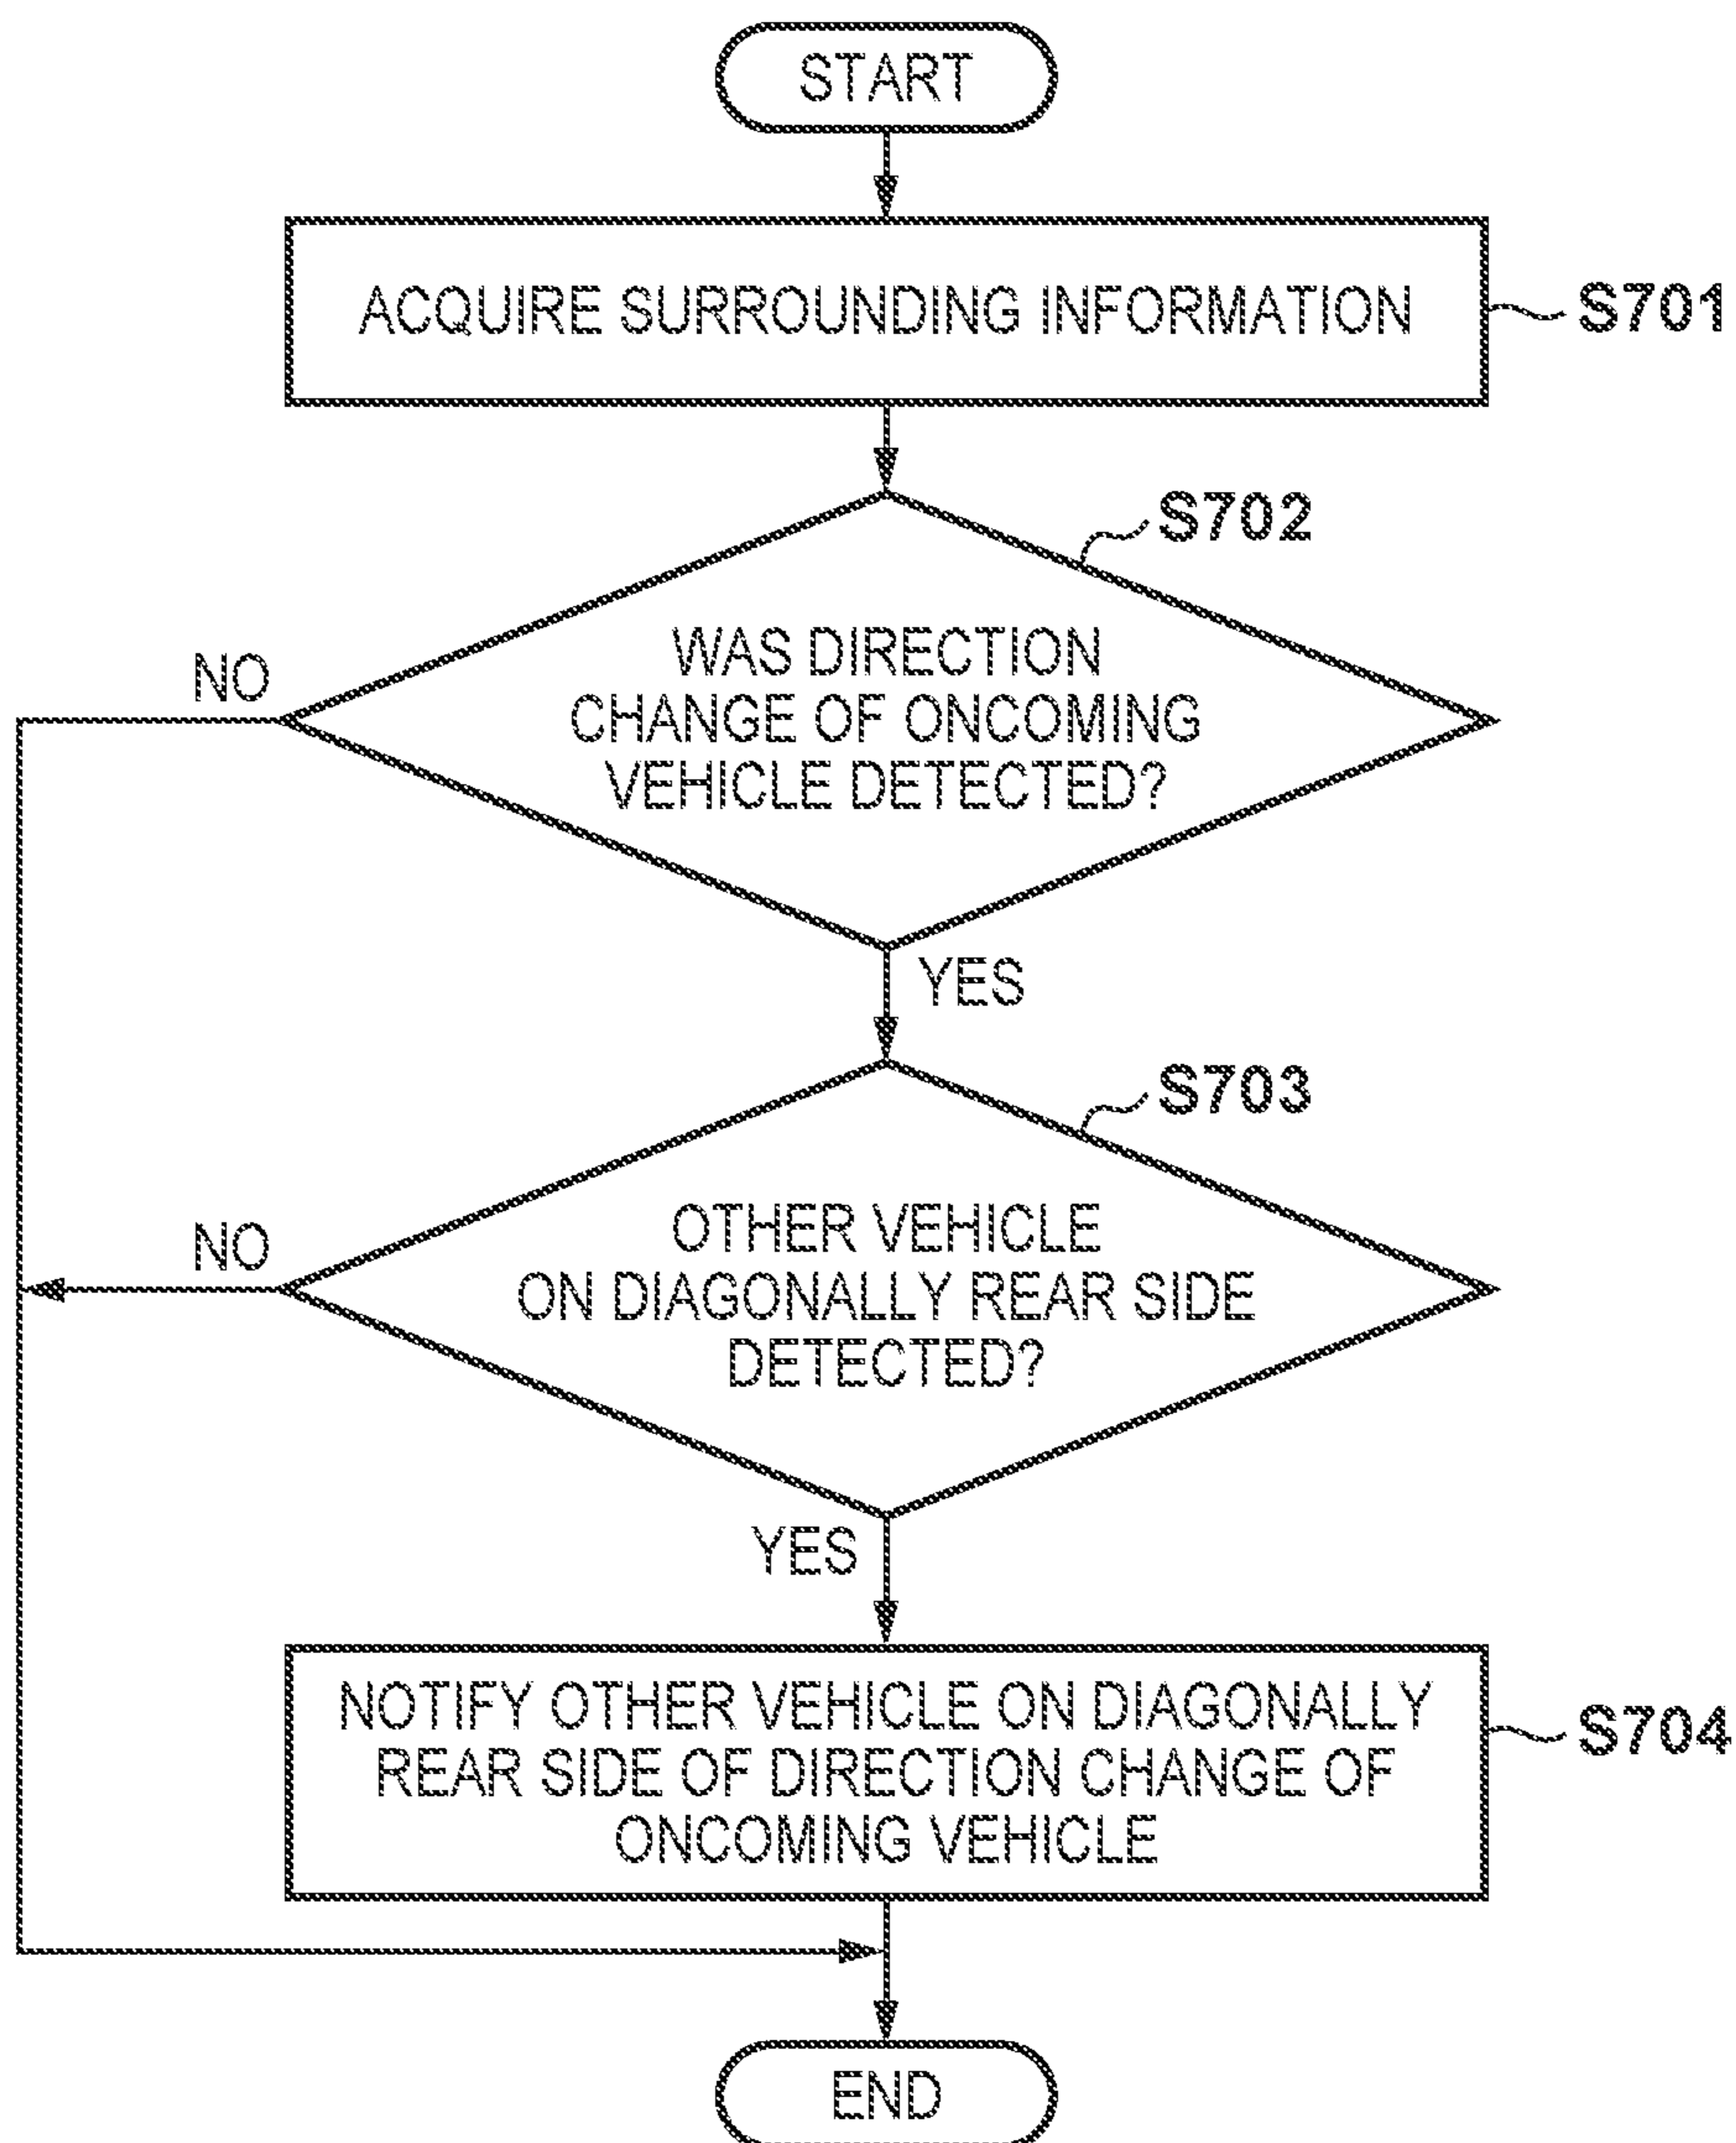 START
ACQUIRE SURROUNDING INFORMATION
S701
S702
WAS DIRECTION
CHANGE OF ONCOMING
VEHICLE DETECTED?
NO
YES
S703
OTHER VEHICLE
ON DIAGONALLY REAR SIDE
DETECTED?
NO
YES
NOTIFY OTHER VEHICLE ON DIAGONALLY
REAR SIDE OF DIRECTION CHANGE OF
ONCOMING VEHICLE
S704
END